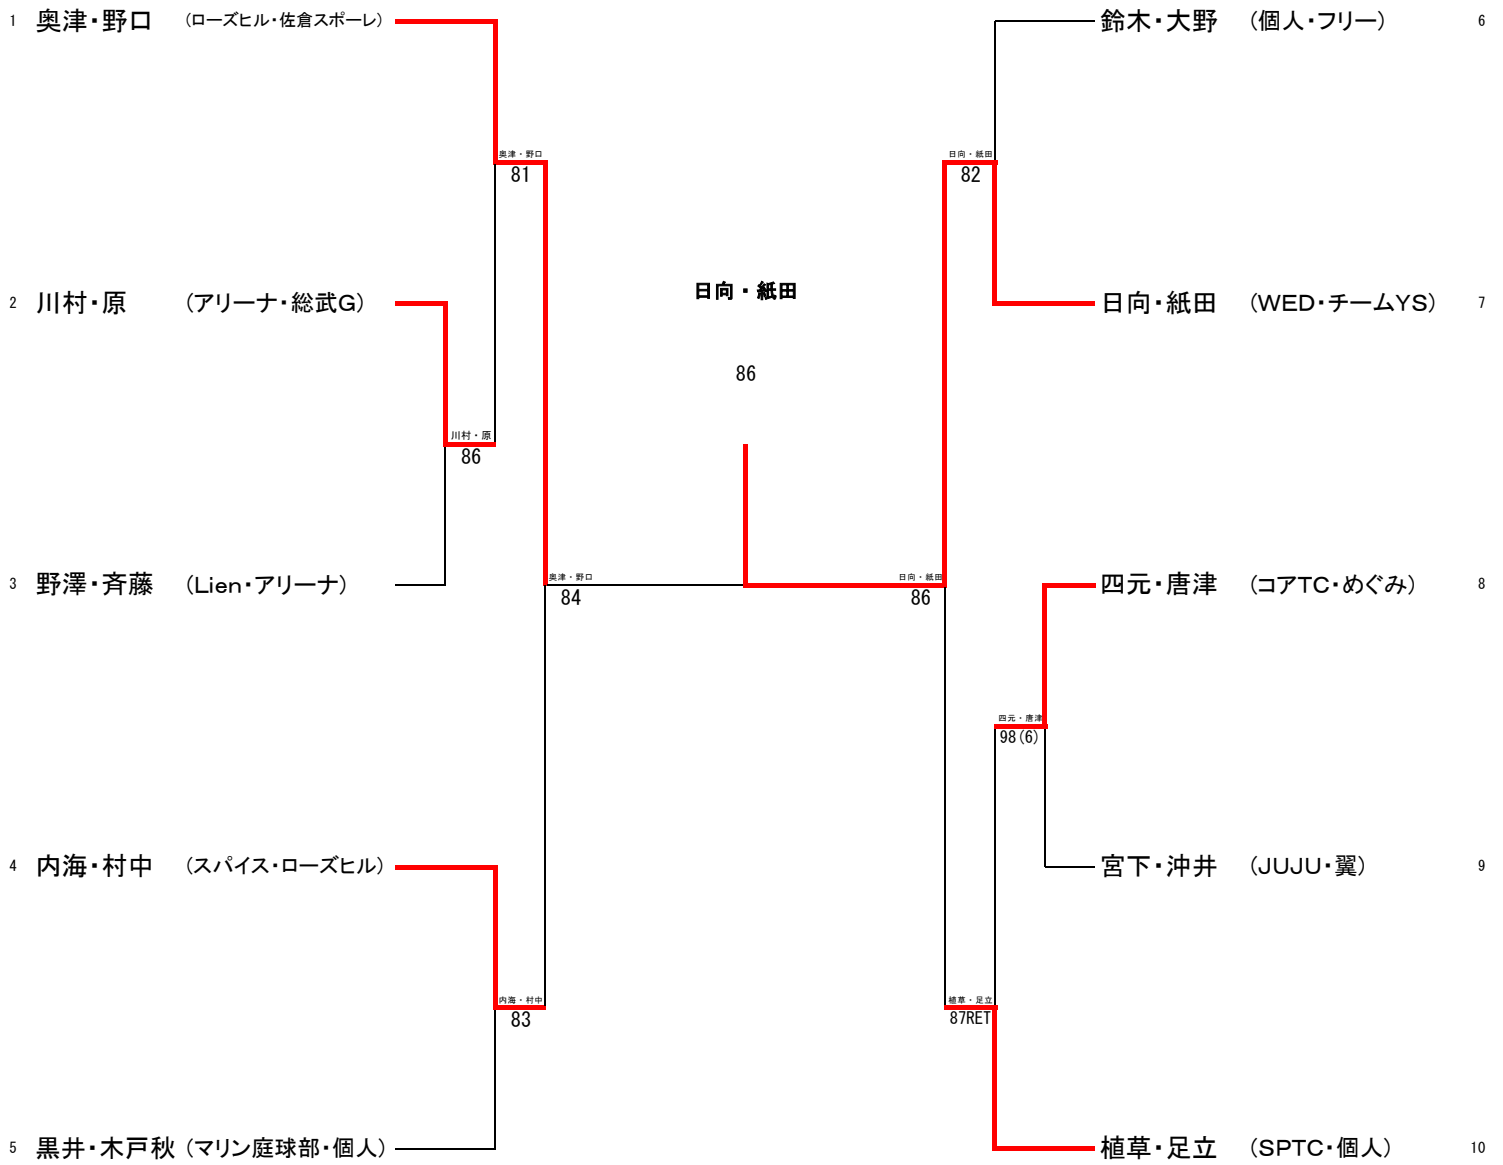 1 奥津・野口 (ローズヒル・佐倉スポーレ)
鈴木・大野 (個人・フリー) 6
奥津・野口
81
日向・紙田
82
日向・紙田
2 川村・原 (アリーナ・総武G)
日向・紙田 (WED・チームYS) 7
86
川村・原
86
3 野澤・斉藤 (Lien・アリーナ)
奥津・野口
84
日向・紙田
86
四元・唐津 (コアTC・めぐみ) 8
四元・唐津
98(6)
4 内海・村中 (スパイス・ローズヒル)
宮下・沖井 (JUJU・翼) 9
内海・村中
83
植草・足立
87RET
5 黒井・木戸秋 (マリン庭球部・個人)
植草・足立 (SPTC・個人) 10